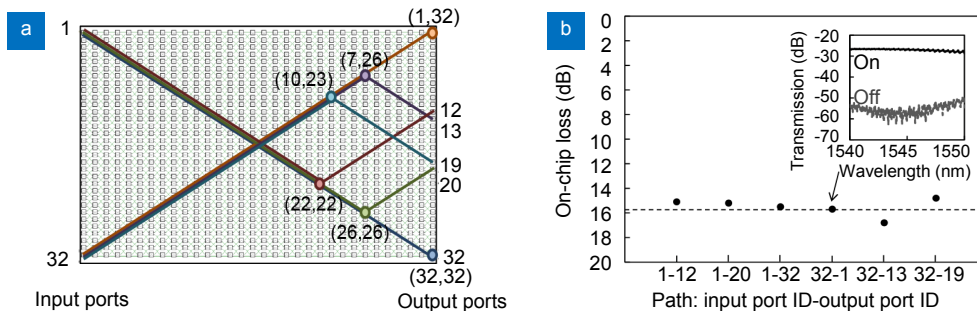 a
1
32
(1,32)
(7,26)
(10,23)
12
13
19
20
(22,22)
(26,26)
32
(32,32)
Input ports
Output ports
b
On-chip loss (dB)
0
2
4
6
8
10
12
14
16
18
20
1-12 1-20 1-32 32-1 32-13 32-19
Path: input port ID-output port ID
Transmission (dB)
-20
-30
-40
-50
-60
-70
On
Off
1540 1545 1550
Wavelength (nm)